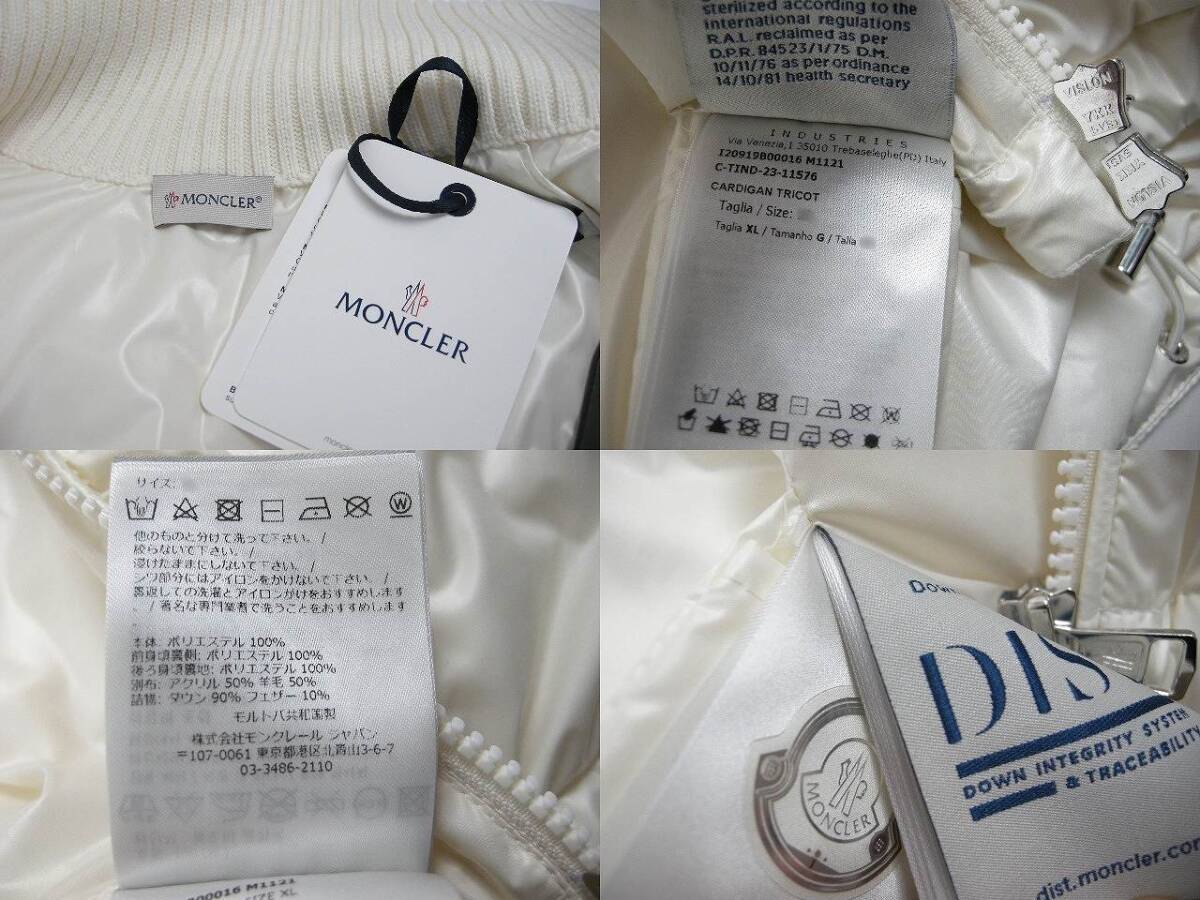 MONCLER®
MONCLER
sterilized according to the
international regulations
R.A.L. reclaimed as per
D.P.R. 84523/1/75 D.M.
10/11/76 as per ordinance
14/10/81 health secretary
INDUSTRIES
Via Venezia,1 35010 Trebaseleghe(PD) Italy
I20919B00016 M1121
C-TIND-23-11576
CARDIGAN TRICOT
Taglia / Size:
Taglia XL / Tamanho G / Talla
VISLON
YKK
サイズ:
W
他のものと分けて洗って下さい。/
絞らないで下さい。/
浸けたままにしないで下さい。/
シワ部分にはアイロンをかけないで下さい。/
裏返しての洗濯とアイロンがけをおすすめします
。/ 著名な専門業者で洗うことをおすすめします
本体: ポリエステル 100%
前身頃裏側: ポリエステル 100%
後ろ身頃裏地: ポリエステル 100%
別布: アクリル 50% 羊毛 50%
詰物: ダウン 90% フェザー 10%
モルドバ共和国製
株式会社モンクレール ジャパン
〒107-0061 東京都港区北青山3-6-7
03-3486-2110
00016 M1121
SIZE XL
DOWN
DIS
DOWN INTEGRITY SYSTEM
& TRACEABILITY
dist.moncler.com
MONCLER